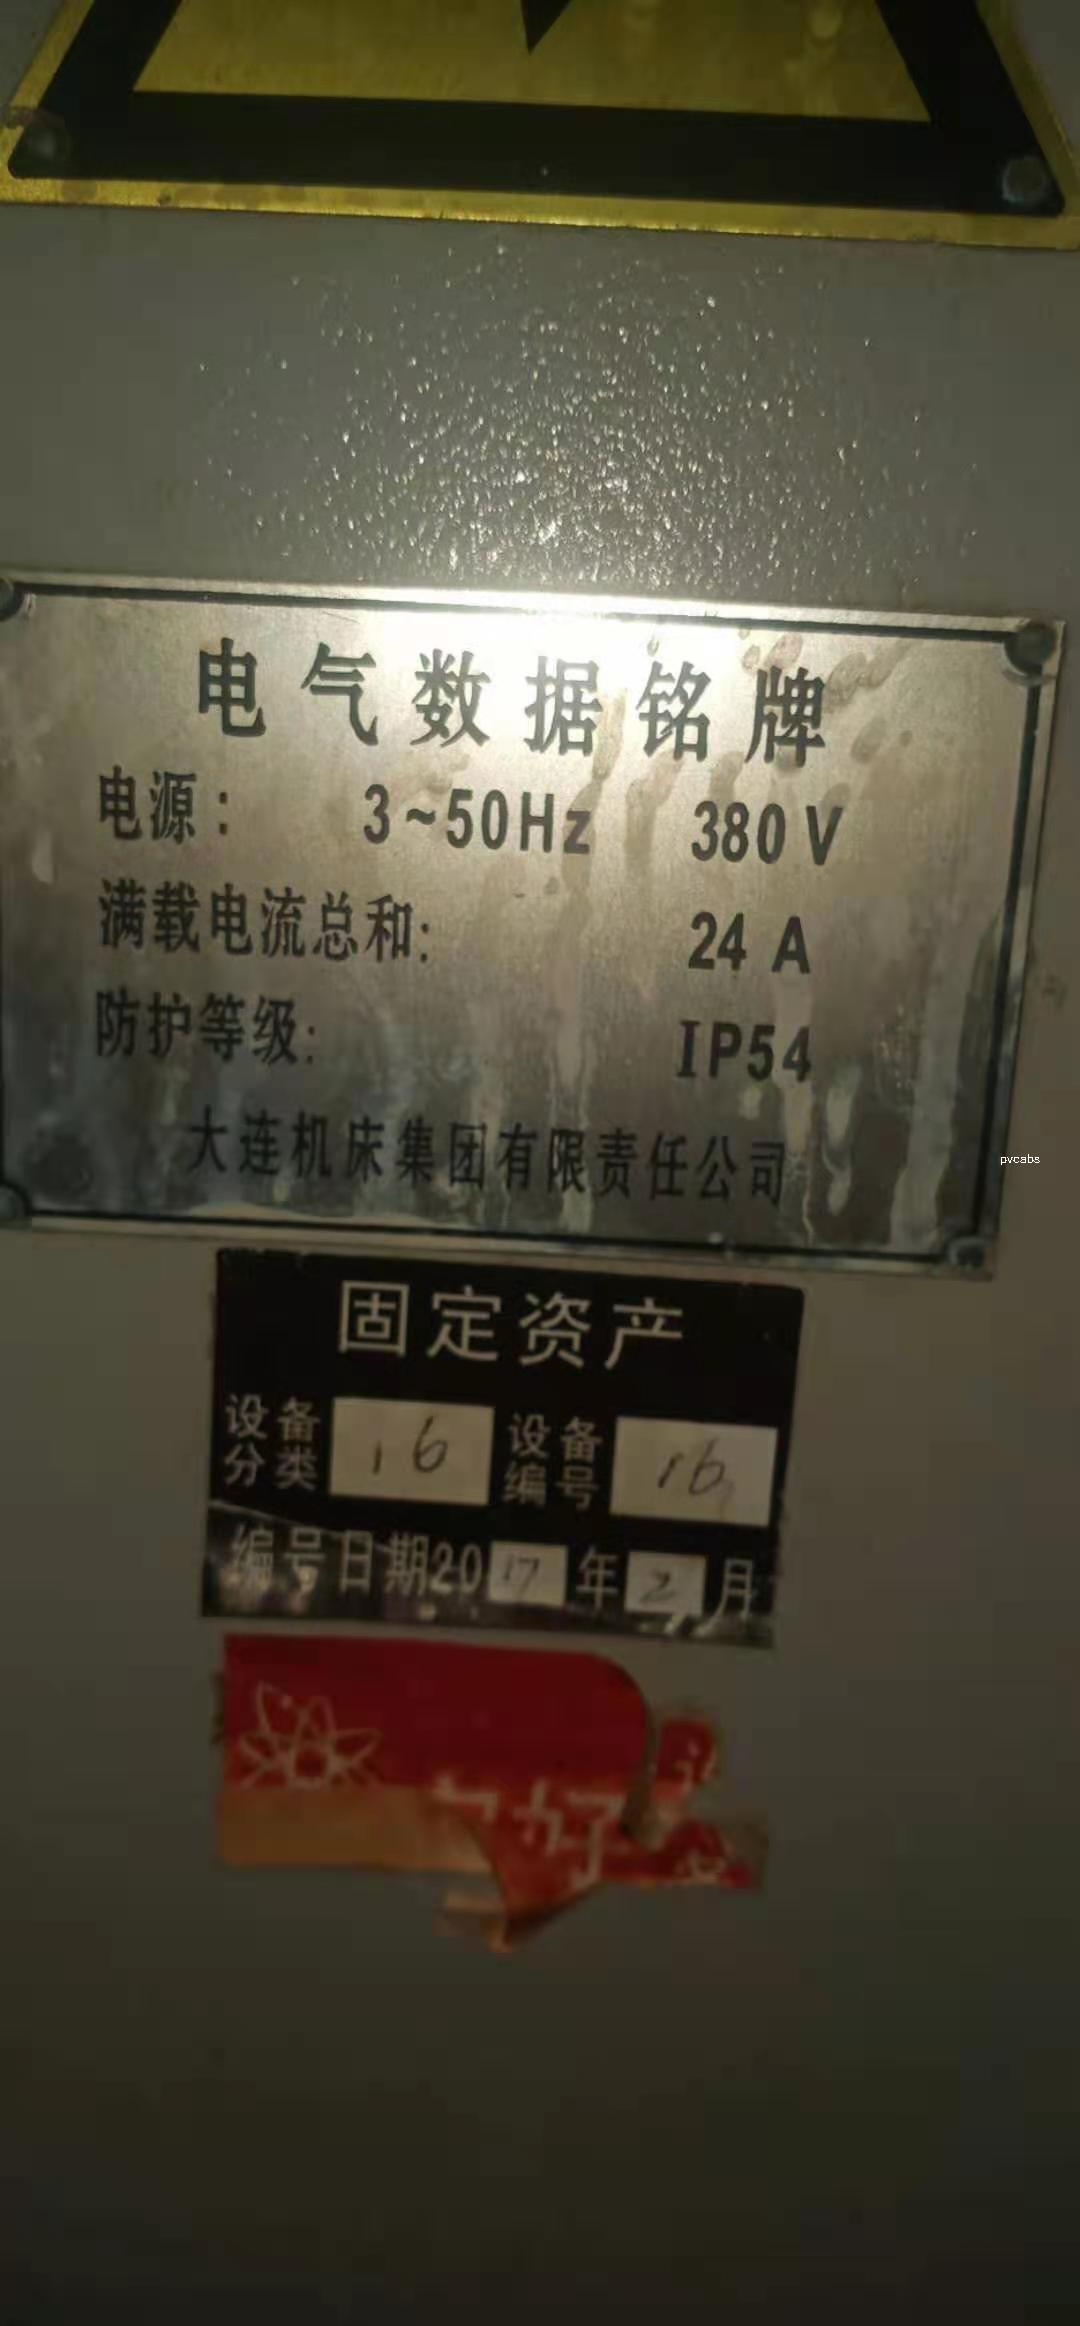 电气数据铭牌
电源： 3～50Hz 380V
满载电流总和: 24 A
防护等级: IP54
大连机床集团有限责任公司
pvcabs
固定资产
设备分类 16 设备编号 16
编号日期2017年2月
好